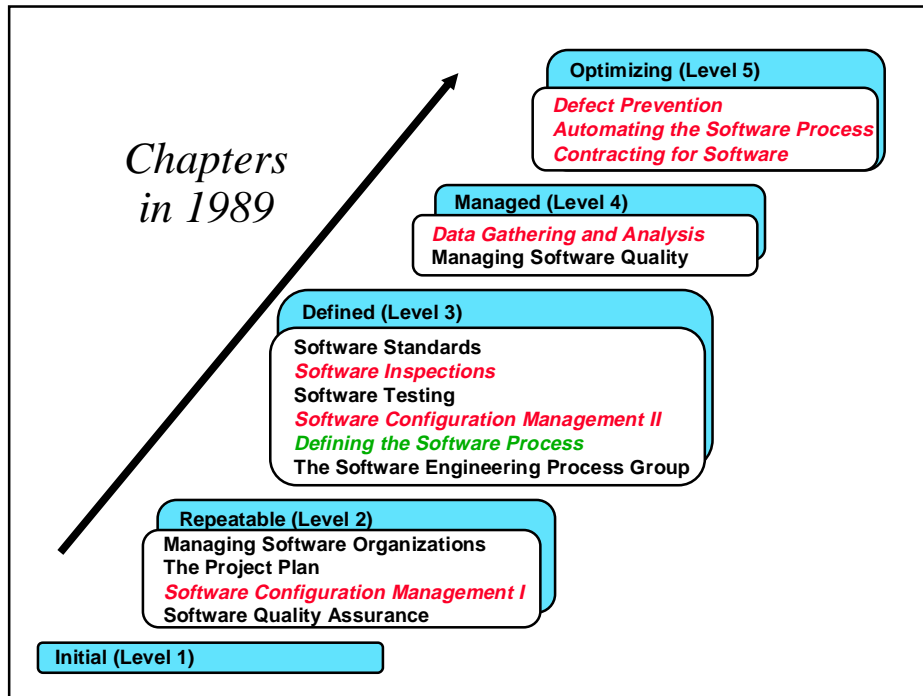 Chapters
in 1989
Optimizing (Level 5)
Defect Prevention
Automating the Software Process
Contracting for Software
Managed (Level 4)
Data Gathering and Analysis
Managing Software Quality
Defined (Level 3)
Software Standards
Software Inspections
Software Testing
Software Configuration Management II
Defining the Software Process
The Software Engineering Process Group
Repeatable (Level 2)
Managing Software Organizations
The Project Plan
Software Configuration Management I
Software Quality Assurance
Initial (Level 1)